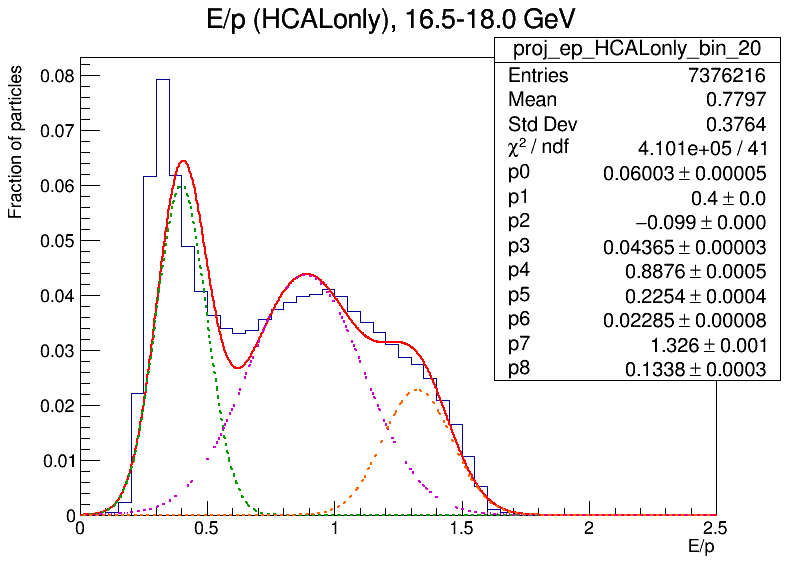 E/p (HCALonly), 16.5-18.0 GeV
proj_ep_HCALonly_bin_20
Entries 7376216
Mean 0.7797
Std Dev 0.3764
χ² / ndf 4.101e+05 / 41
p0 0.06003 ± 0.00005
p1 0.4 ± 0.0
p2 −0.099 ± 0.000
p3 0.04365 ± 0.00003
p4 0.8876 ± 0.0005
p5 0.2254 ± 0.0004
p6 0.02285 ± 0.00008
p7 1.326 ± 0.001
p8 0.1338 ± 0.0003
Fraction of particles
0.08
0.07
0.06
0.05
0.04
0.03
0.02
0.01
0
0 0.5 1 1.5 2 2.5
E/p